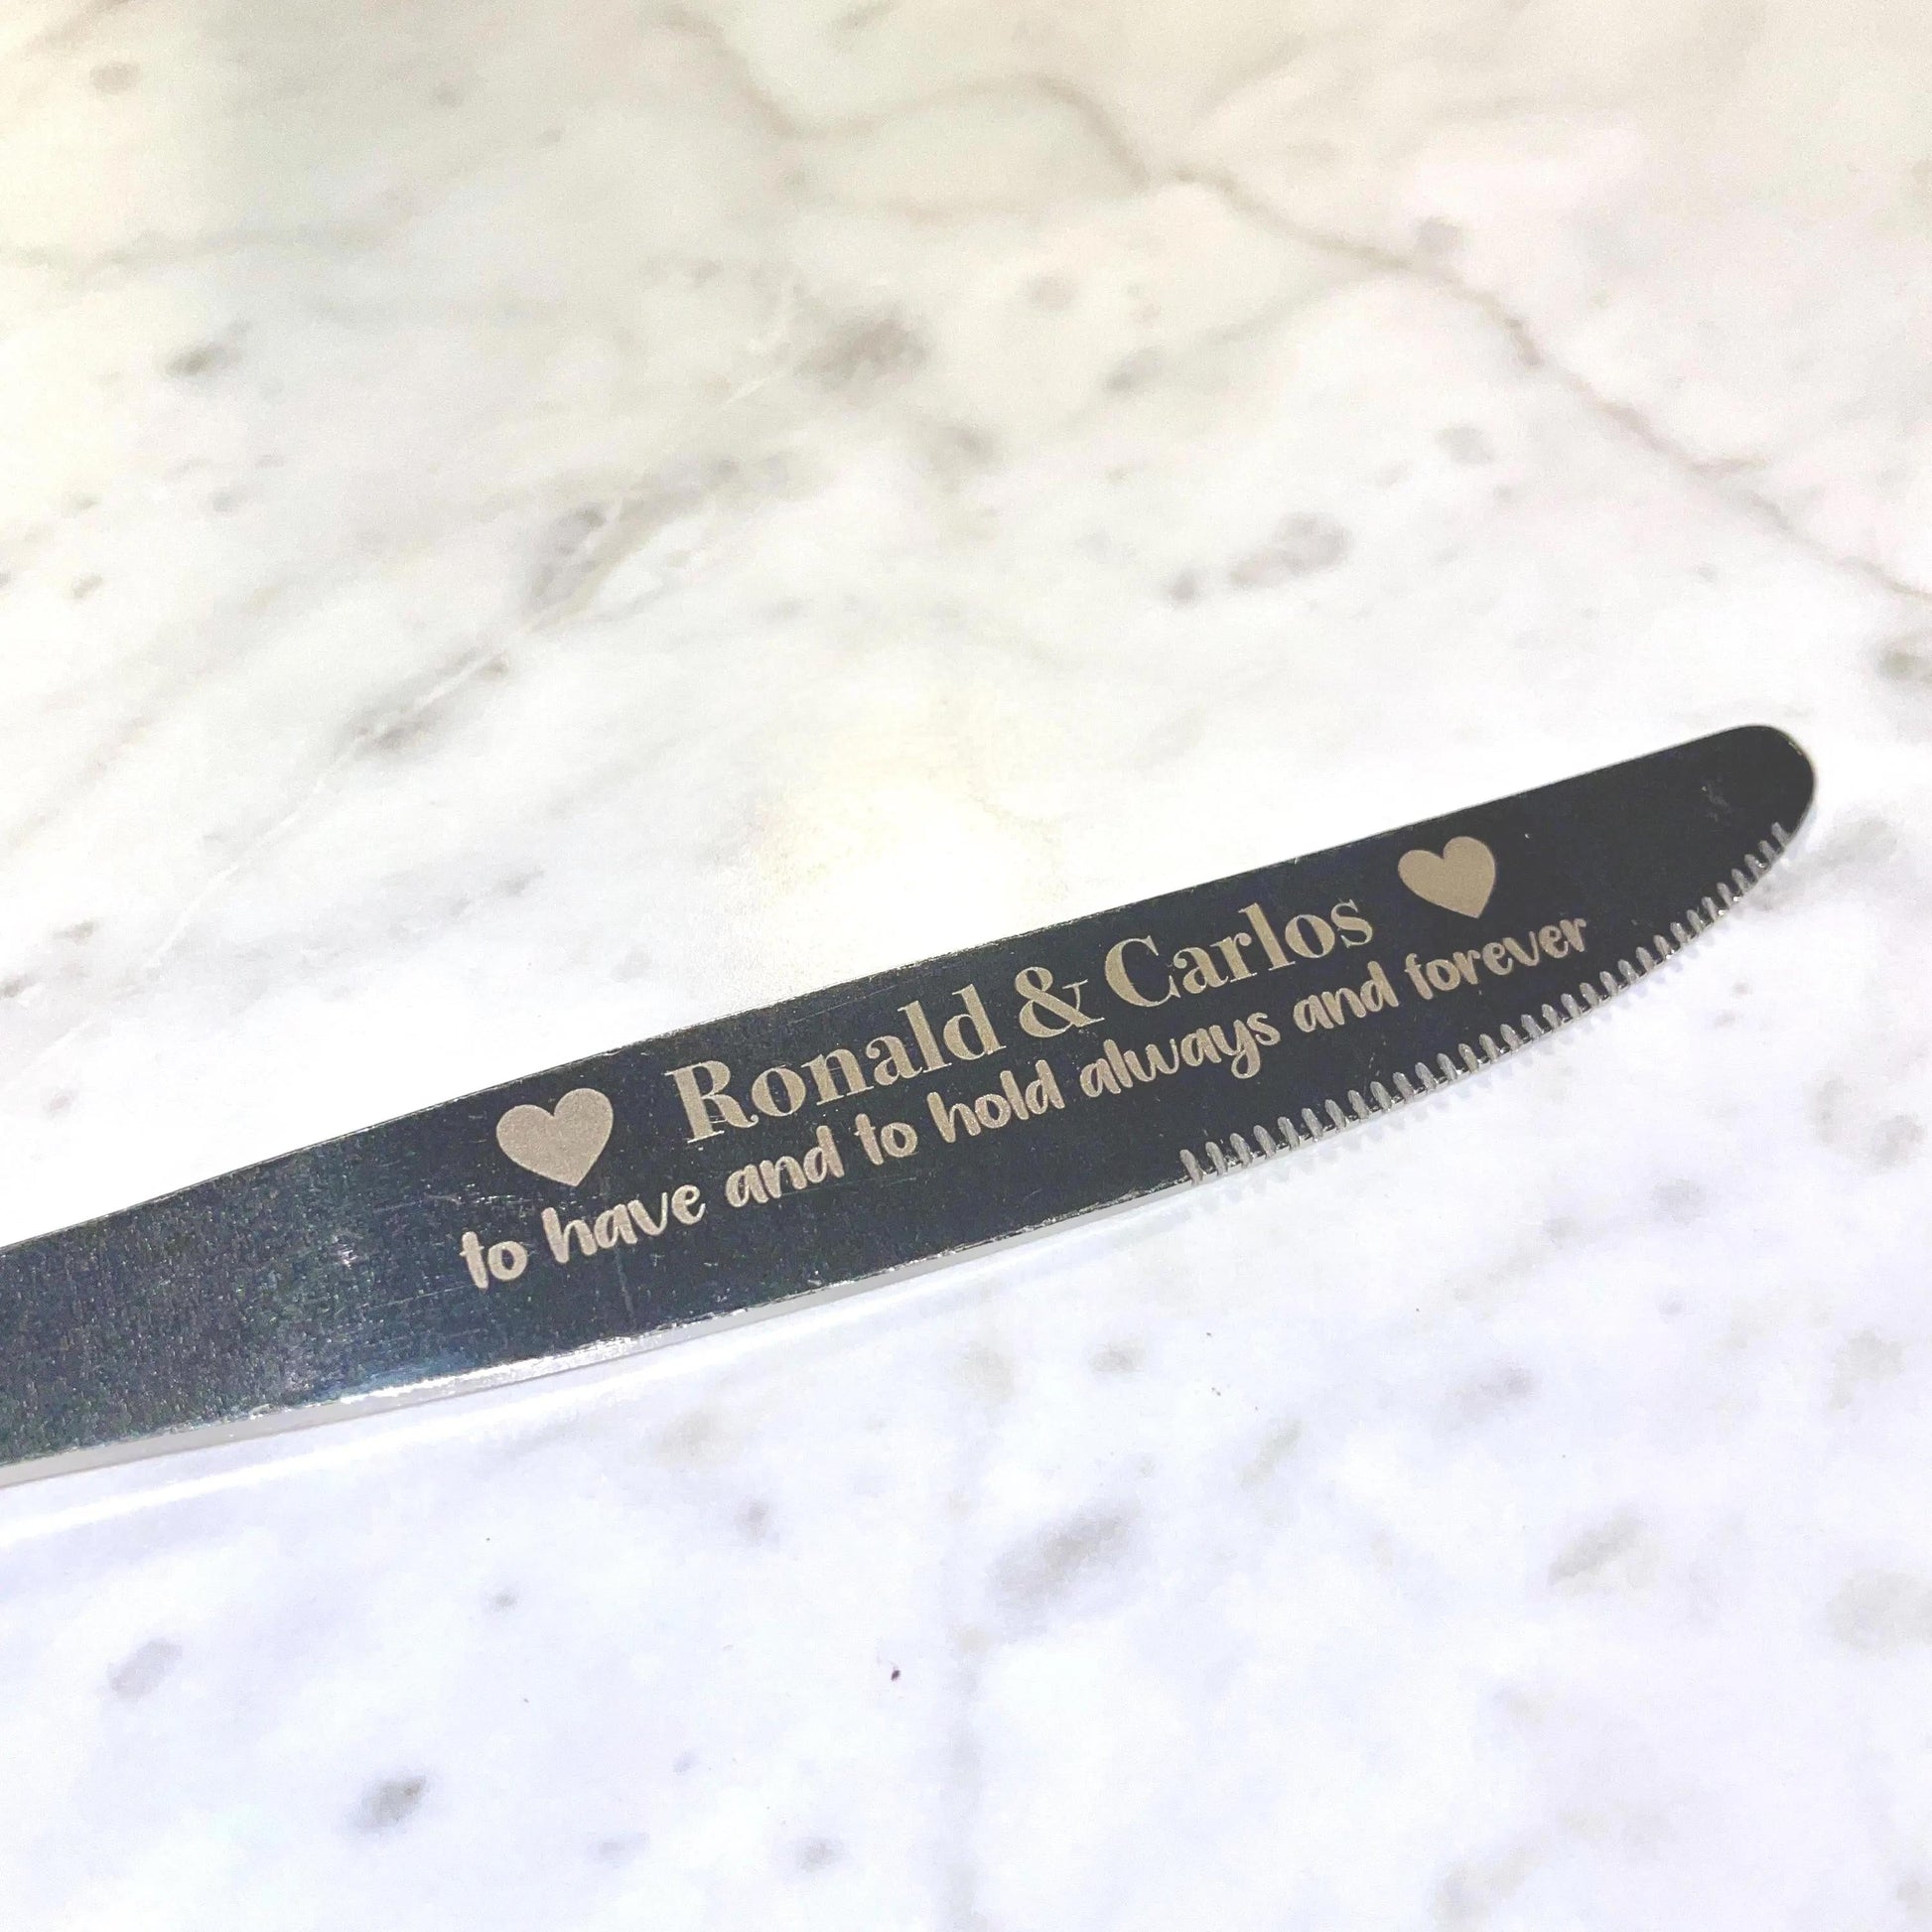 Ronald & Carlos
to have and to hold always and forever